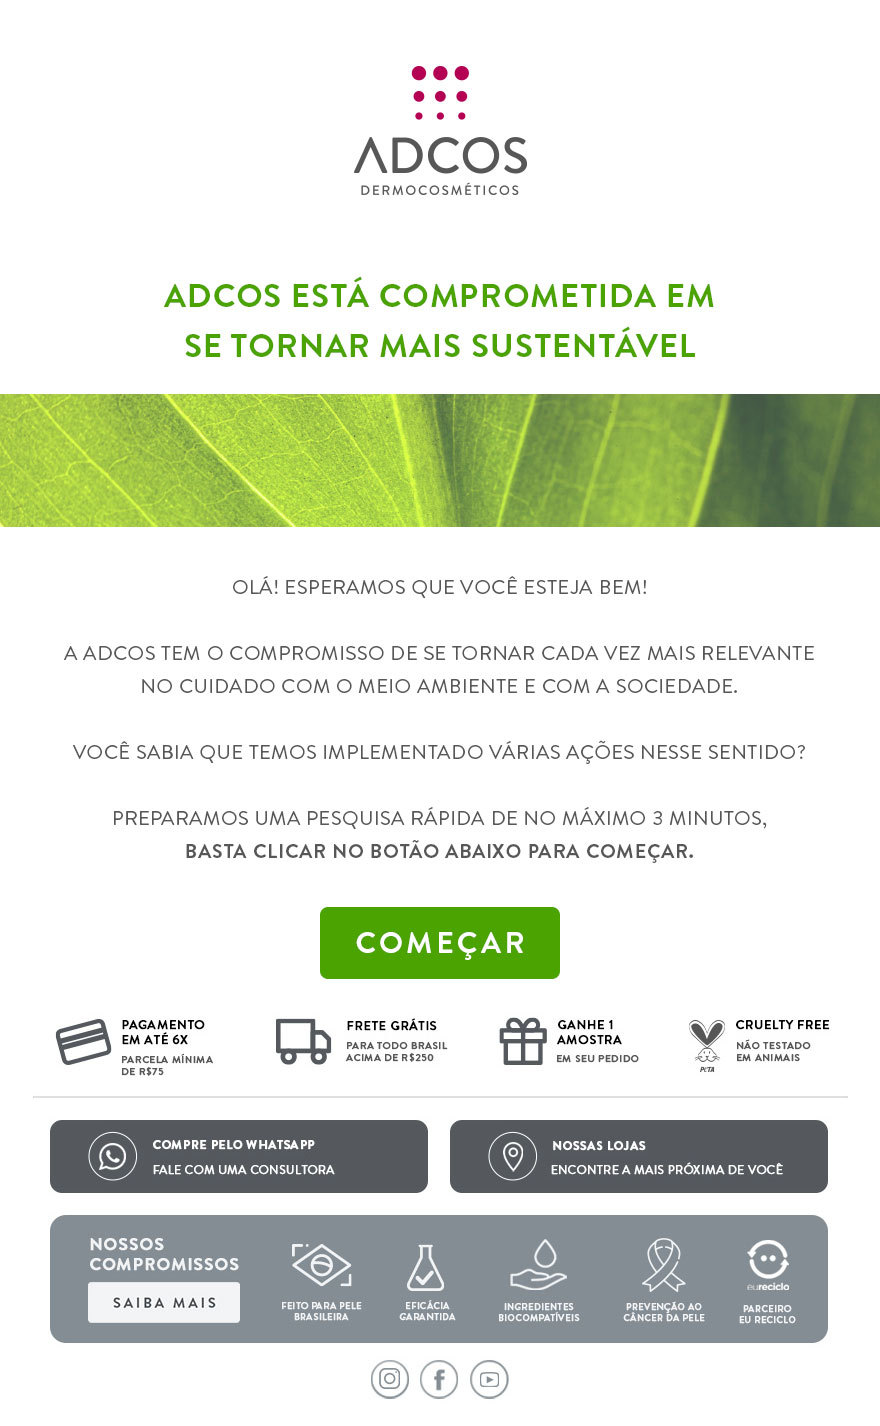 ADCOS
DERMOCOSMÉTICOS
ADCOS ESTÁ COMPROMETIDA EM
SE TORNAR MAIS SUSTENTÁVEL
OLÁ! ESPERAMOS QUE VOCÊ ESTEJA BEM!
A ADCOS TEM O COMPROMISSO DE SE TORNAR CADA VEZ MAIS RELEVANTE
NO CUIDADO COM O MEIO AMBIENTE E COM A SOCIEDADE.
VOCÊ SABIA QUE TEMOS IMPLEMENTADO VÁRIAS AÇÕES NESSE SENTIDO?
PREPARAMOS UMA PESQUISA RÁPIDA DE NO MÁXIMO 3 MINUTOS,
BASTA CLICAR NO BOTÃO ABAIXO PARA COMEÇAR.
COMEÇAR
PAGAMENTO
EM ATÉ 6X
PARCELA MÍNIMA
DE R$75
FRETE GRÁTIS
PARA TODO BRASIL
ACIMA DE R$250
GANHE 1
AMOSTRA
EM SEU PEDIDO
PeTA
CRUELTY FREE
NÃO TESTADO
EM ANIMAIS
COMPRE PELO WHATSAPP
FALE COM UMA CONSULTORA
NOSSAS LOJAS
ENCONTRE A MAIS PRÓXIMA DE VOCÊ
NOSSOS
COMPROMISSOS
SAIBA MAIS
FEITO PARA PELE
BRASILEIRA
EFICÁCIA
GARANTIDA
INGREDIENTES
BIOCOMPATÍVEIS
PREVENÇÃO AO
CÂNCER DA PELE
eureciclo
PARCEIRO
EU RECICLO